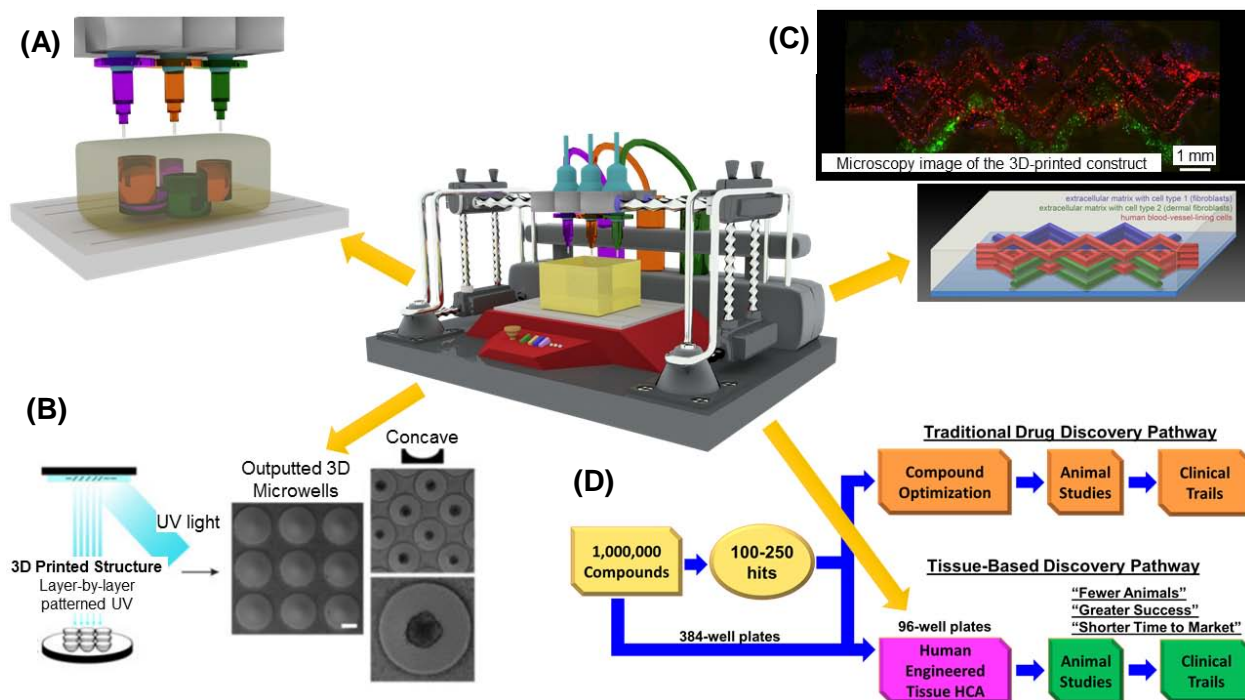 (A)
(C)
Microscopy image of the 3D-printed construct
1 mm
extracellular matrix with cell type 1 (fibroblasts)
extracellular matrix with cell type 2 (dermal fibroblasts)
human blood-vessel-lining cells
(B)
UV light
3D Printed Structure
Layer-by-layer
patterned UV
Outputted 3D
Microwells
Concave
(D)
1,000,000
Compounds
100-250
hits
384-well plates
Traditional Drug Discovery Pathway
Compound
Optimization
Animal
Studies
Clinical
Trails
Tissue-Based Discovery Pathway
“Fewer Animals”
“Greater Success”
“Shorter Time to Market”
96-well plates
Human
Engineered
Tissue HCA
Animal
Studies
Clinical
Trails